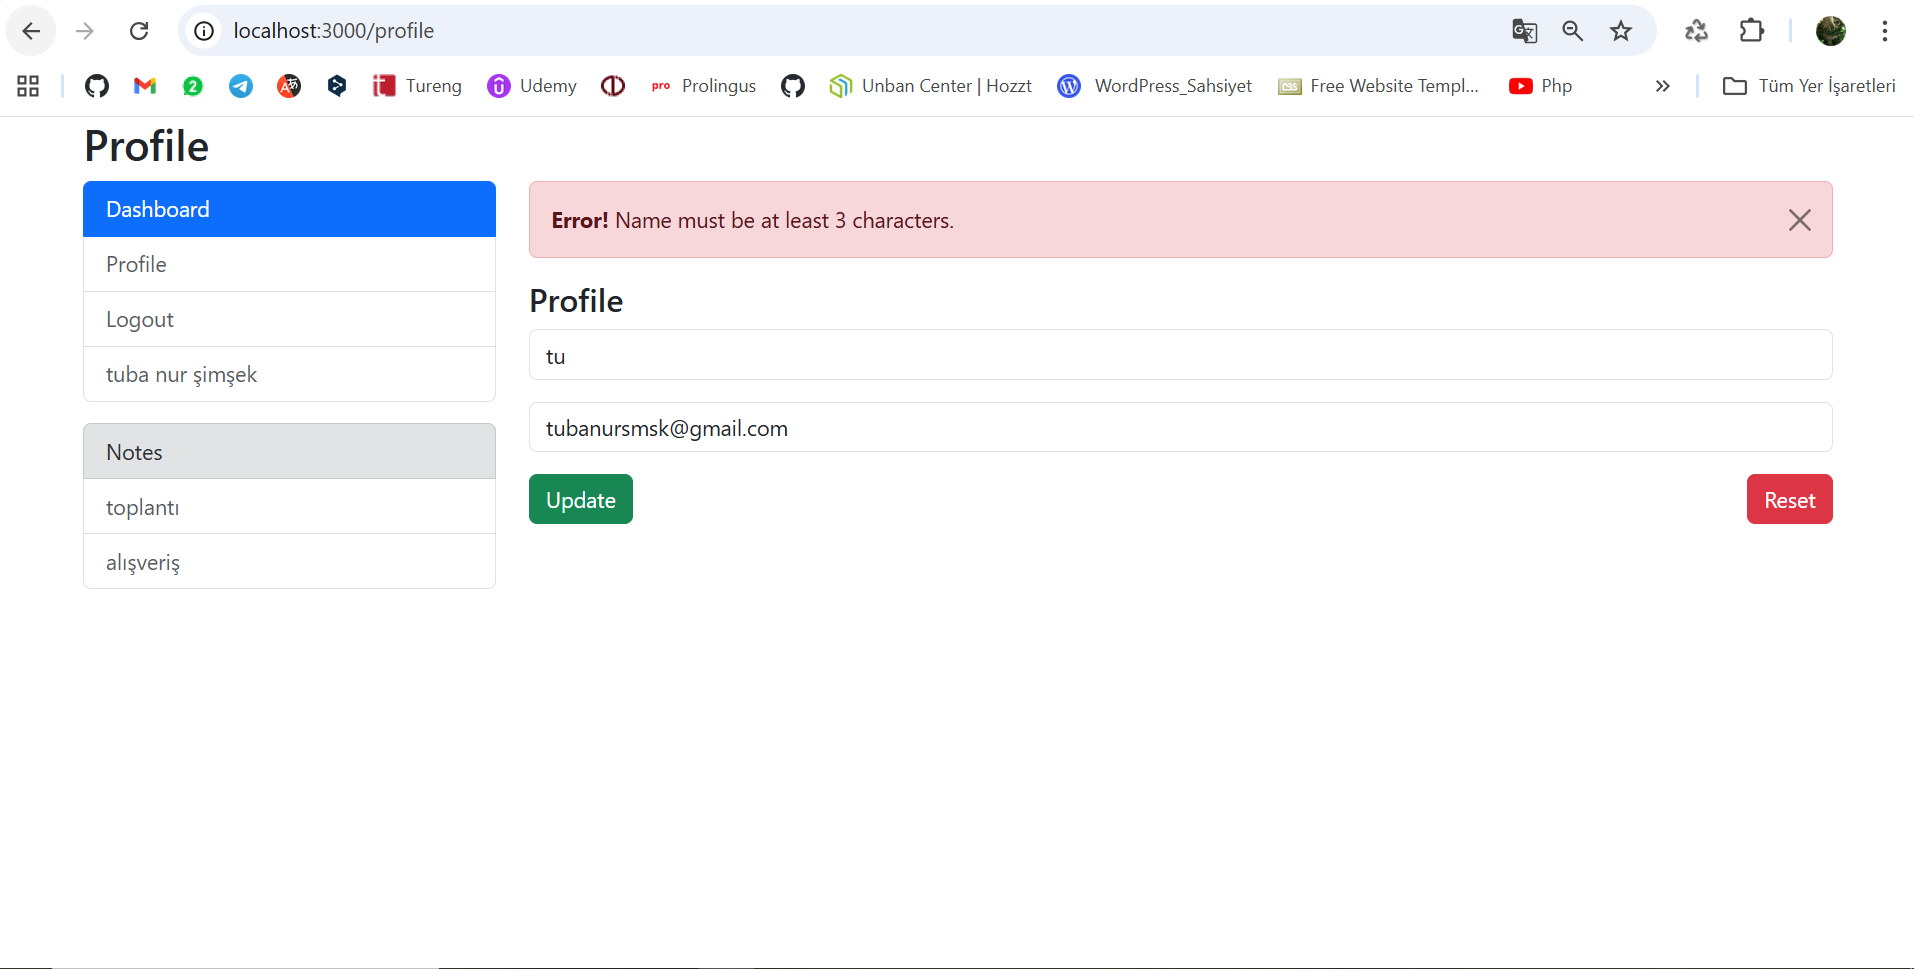 localhost:3000/profile
Tureng Udemy pro Prolingus Unban Center | Hozzt WordPress_Sahsiyet CSS Free Website Templ... Php » Tüm Yer İşaretleri
Profile
Dashboard
Profile
Logout
tuba nur şimşek
Notes
toplantı
alışveriş
Error! Name must be at least 3 characters.
Profile
tu
tubanursmsk@gmail.com
Update Reset